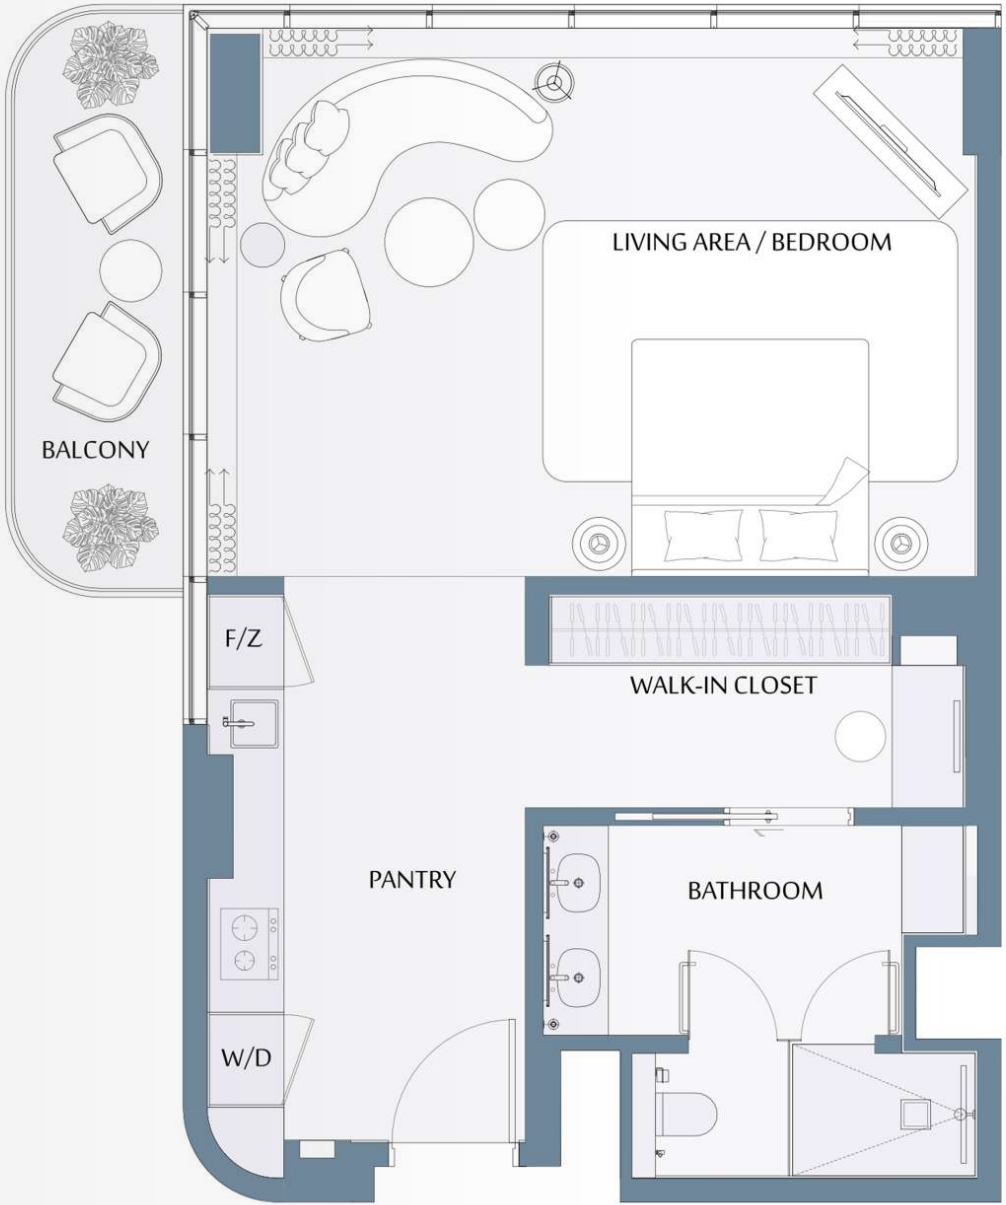 LIVING AREA / BEDROOM
BALCONY
F/Z
WALK-IN CLOSET
PANTRY
BATHROOM
W/D